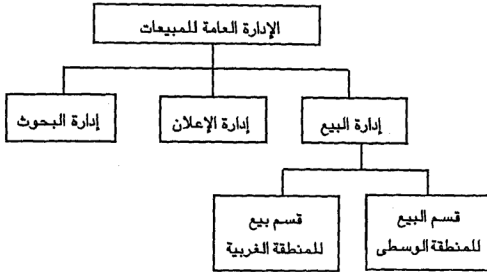 الإدارة العامة للمبيعات
إدارة البيع
إدارة الإعلان
إدارة البحوث
قسم البيع
للمنطقة الوسطى
قسم بيع
للمنطقة الغربية